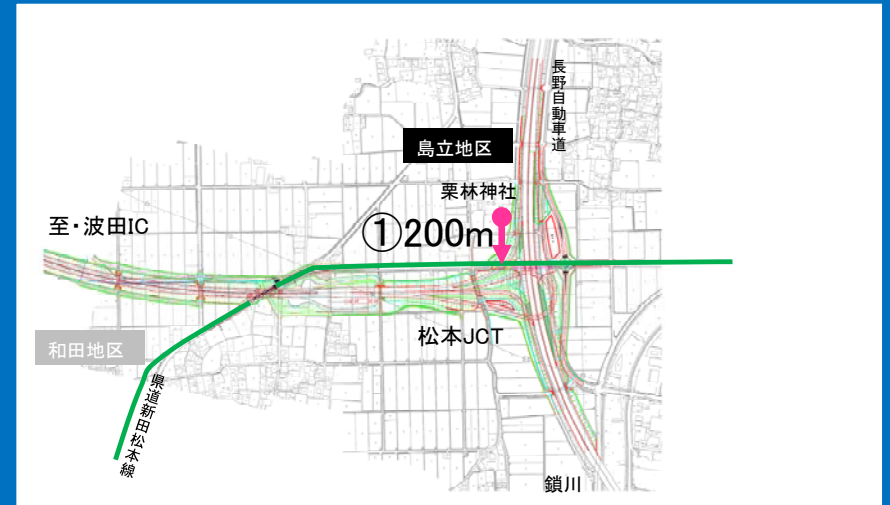 長野自動車道
島立地区
栗林神社
至・波田IC
①200m
松本JCT
和田地区
県道新田松本線
鎖川